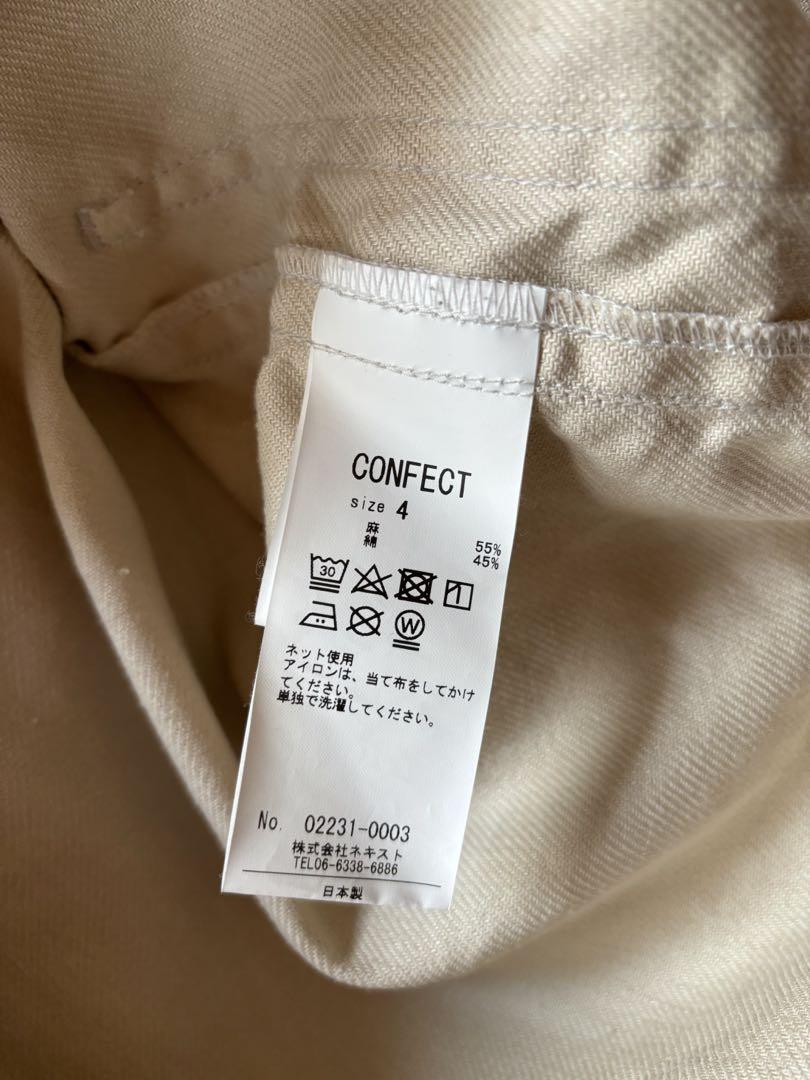 CONFECT
size 4
麻 55%
綿 45%
30
W
ネット使用
アイロンは、当て布をしてかけ
てください。
単独で洗濯してください。
No. 02231-0003
株式会社ネキスト
TEL06-6338-6886
日本製